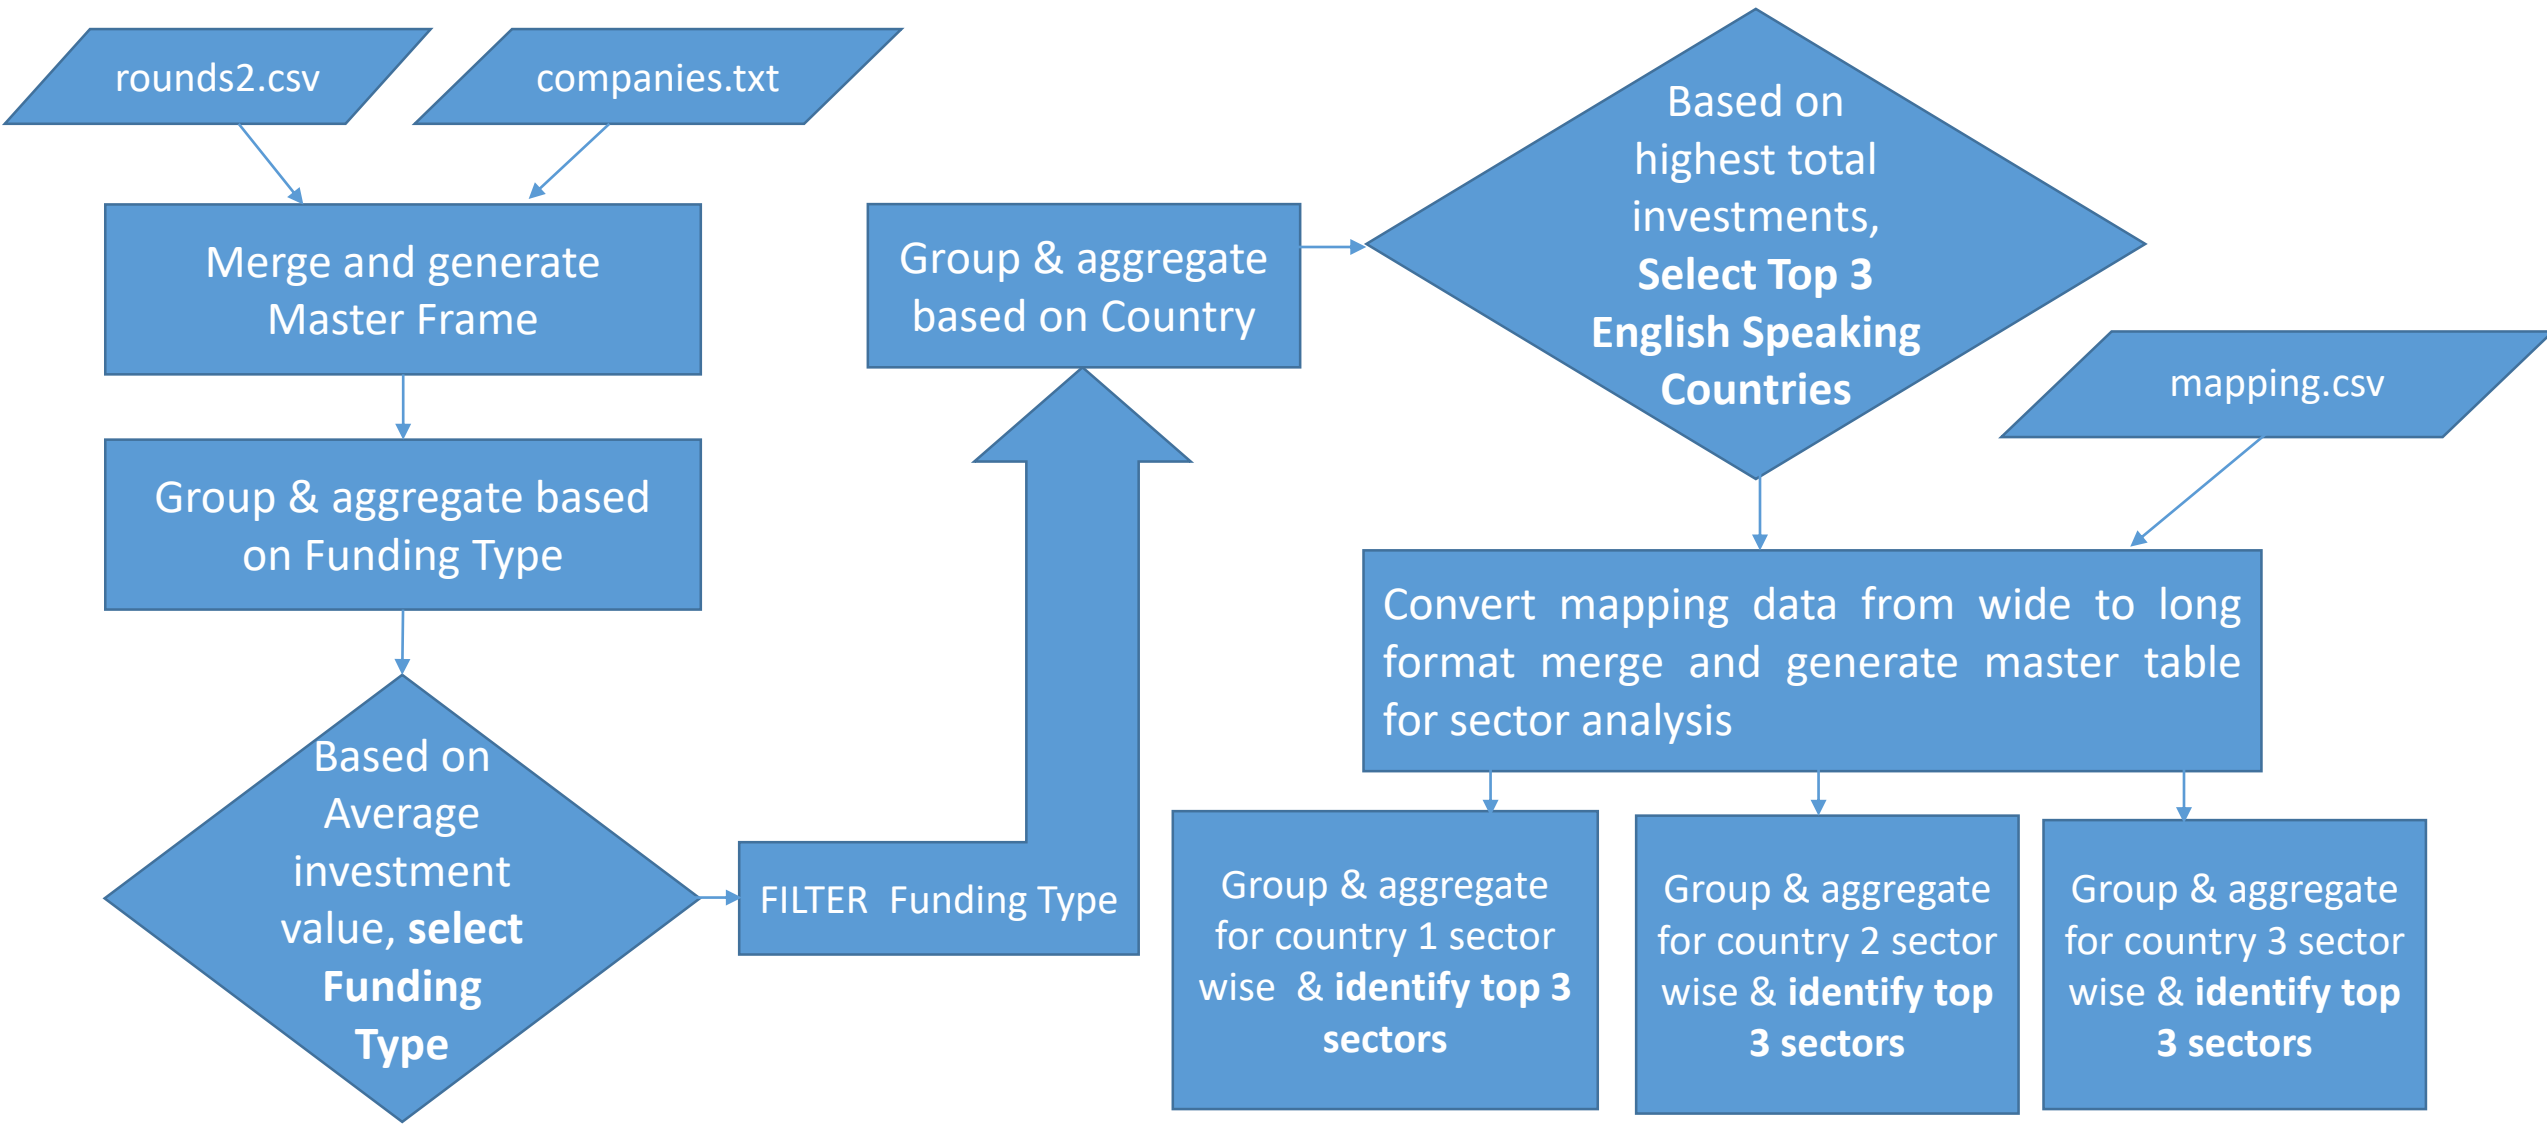 rounds2.csv
companies.txt
Merge and generate
Master Frame
Group & aggregate based
on Funding Type
Based on
Average
investment
value, select
Funding
Type
FILTER  Funding Type
Group & aggregate
based on Country
Based on
highest total
investments,
Select Top 3
English Speaking
Countries
mapping.csv
Convert mapping data from wide to long
format merge and generate master table
for sector analysis
Group & aggregate
for country 1 sector
wise  & identify top 3
sectors
Group & aggregate
for country 2 sector
wise & identify top
3 sectors
Group & aggregate
for country 3 sector
wise & identify top
3 sectors